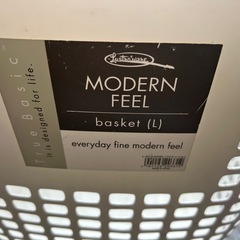 True Basic
It is designed for life.
MODERN
FEEL
basket (L)
everyday fine modern feel